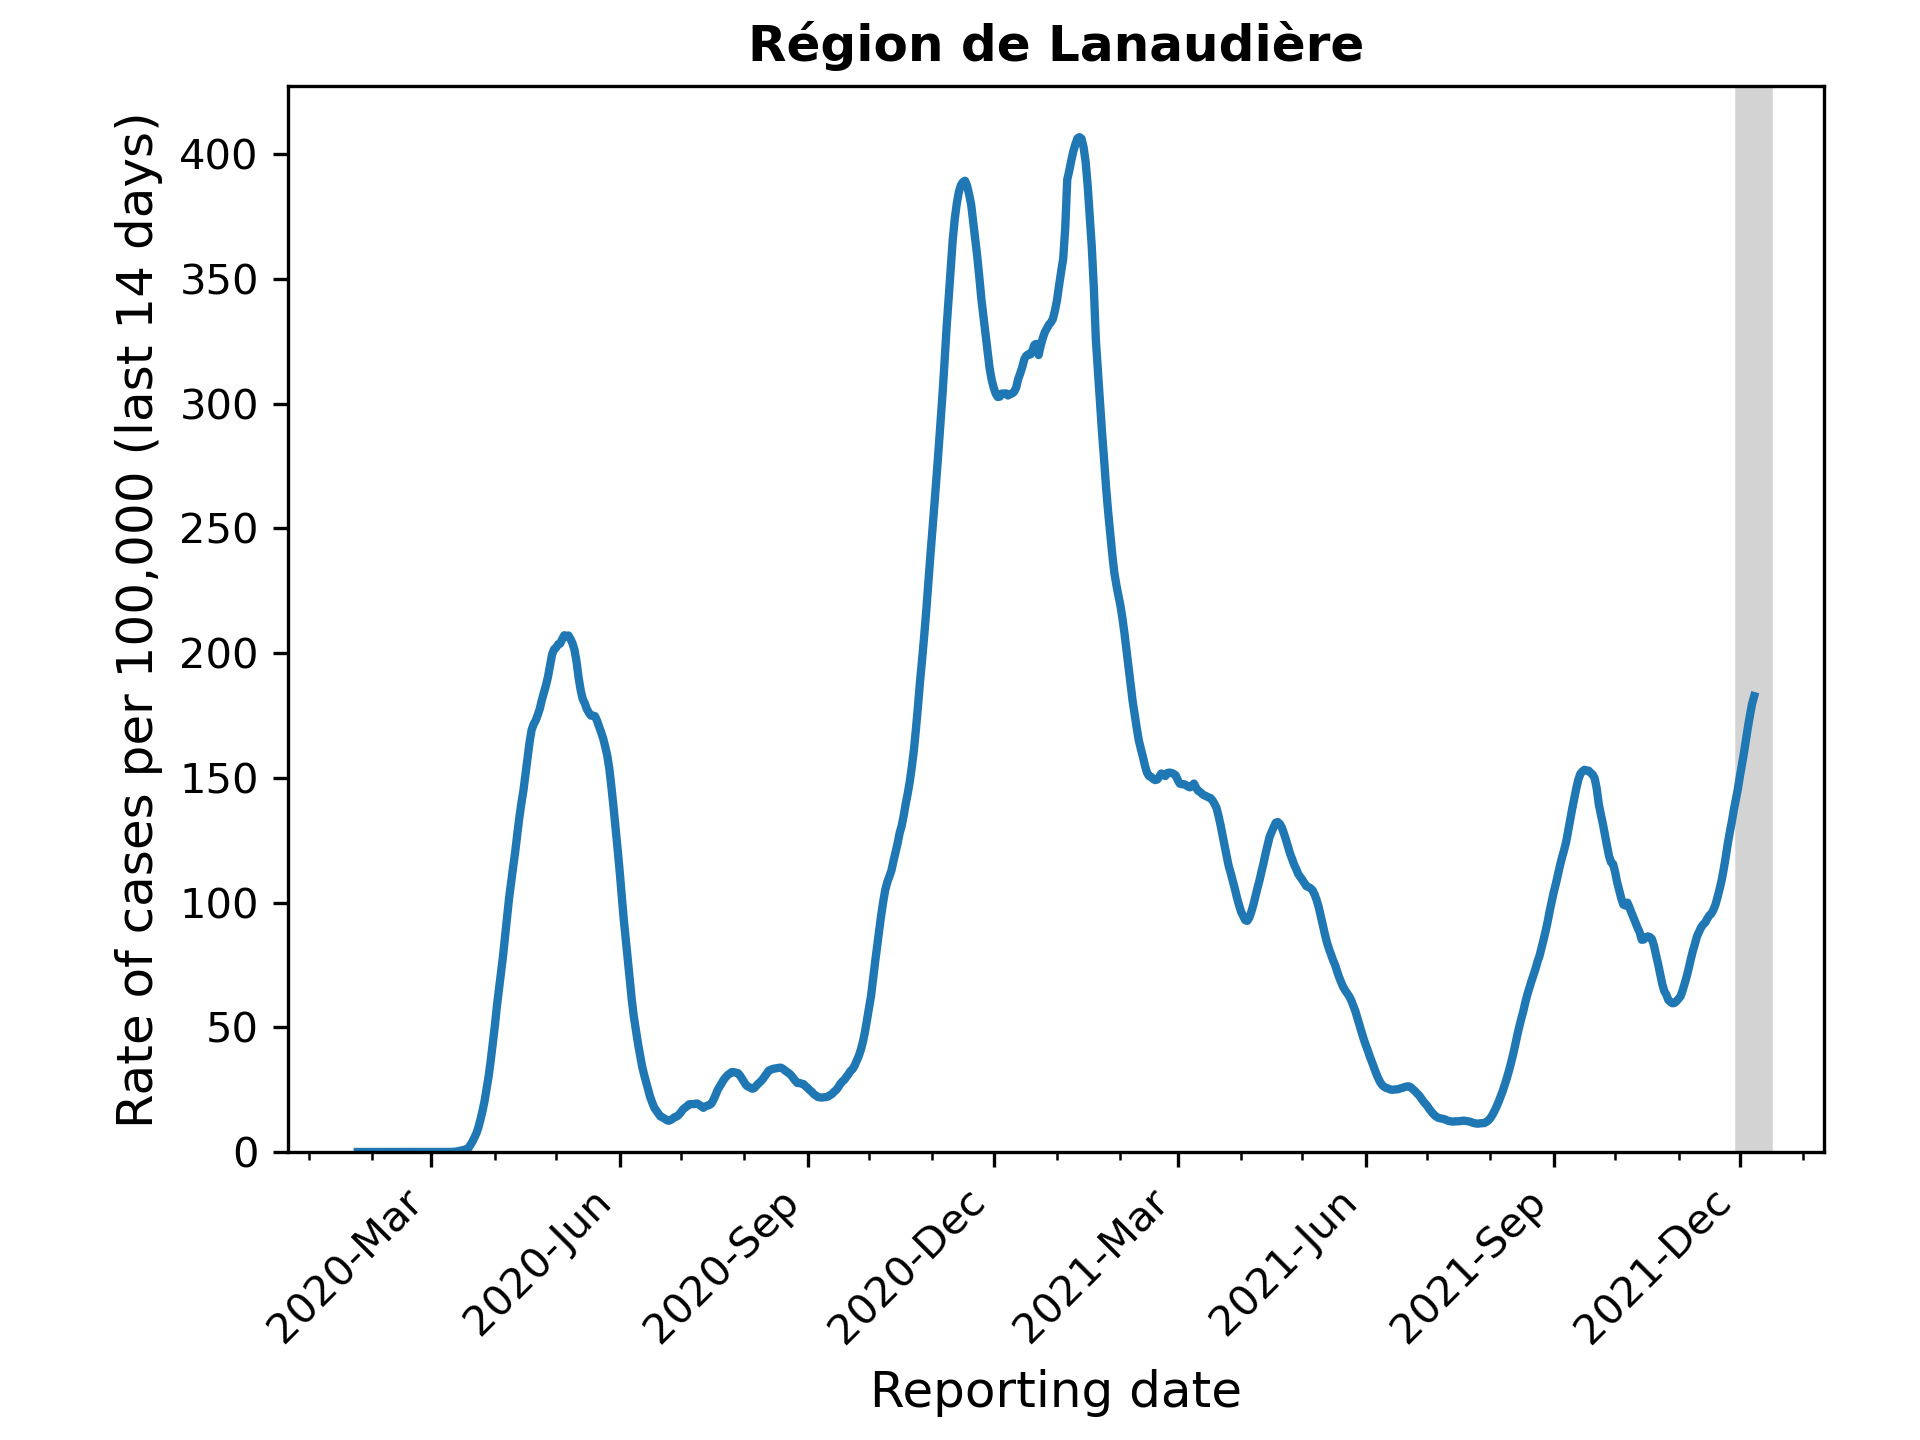 Région de Lanaudière
Rate of cases per 100,000 (last 14 days)
400
350
300
250
200
150
100
50
0
2020-Mar
2020-Jun
2020-Sep
2020-Dec
2021-Mar
2021-Jun
2021-Sep
2021-Dec
Reporting date